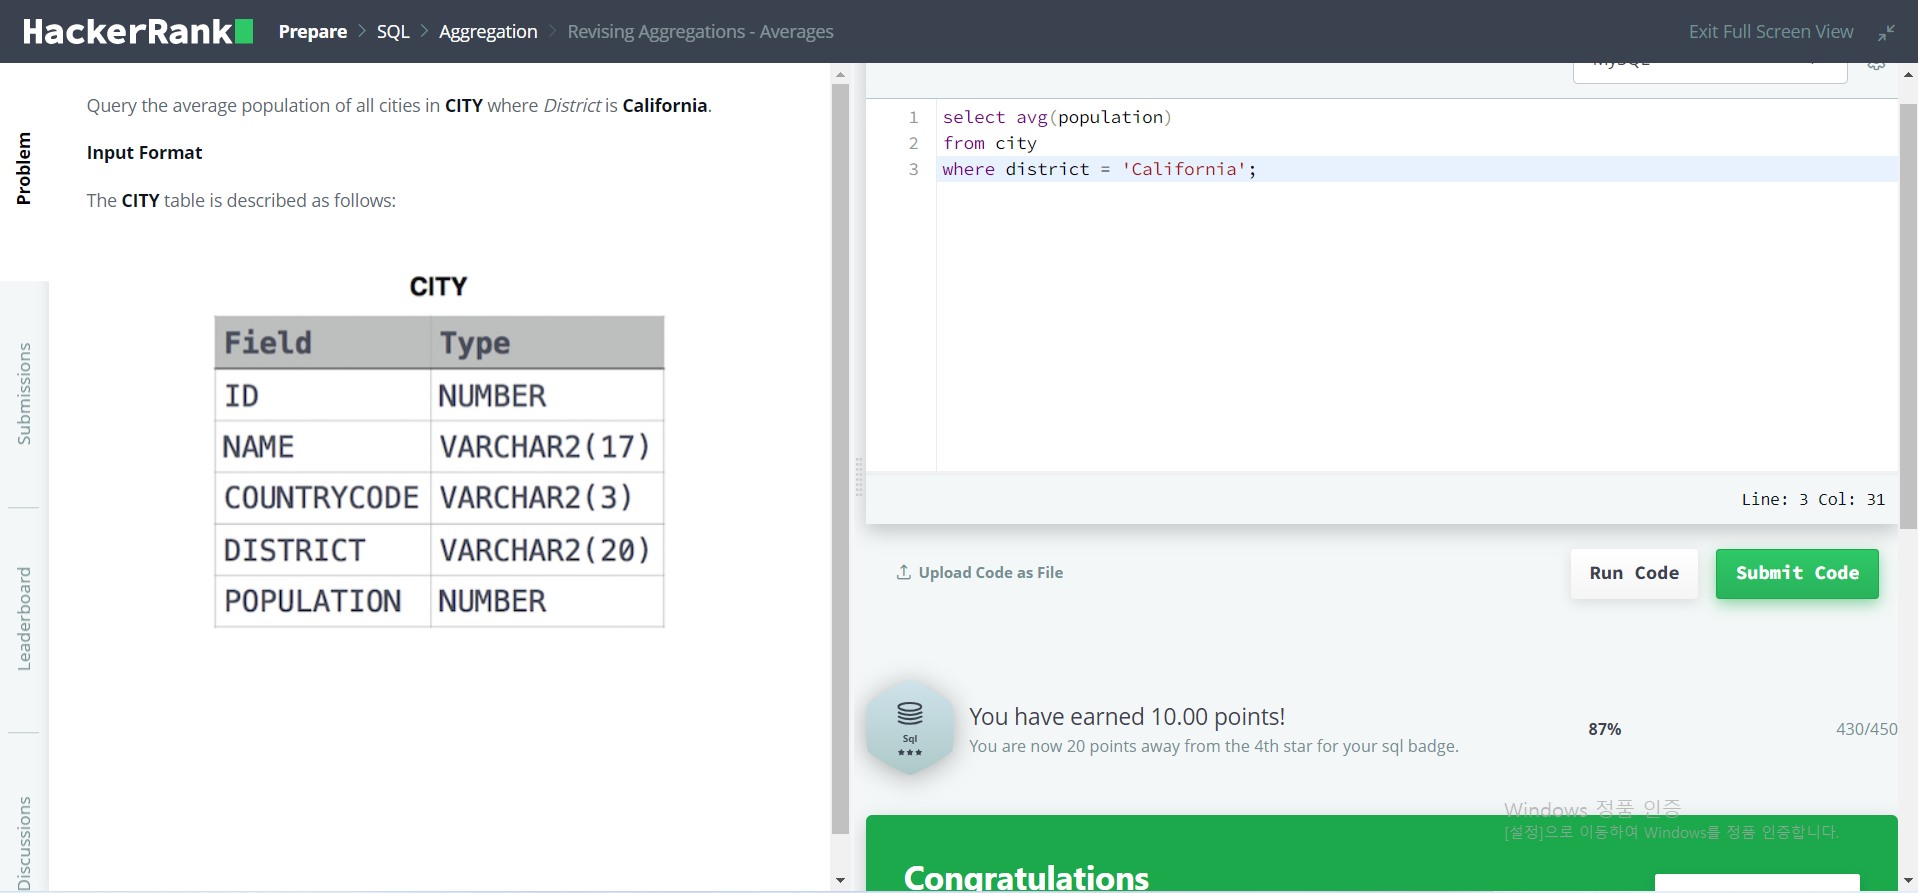 HackerRank
Prepare > SQL > Aggregation > Revising Aggregations - Averages
Exit Full Screen View
Problem
Submissions
Leaderboard
Discussions
Query the average population of all cities in CITY where District is California.
Input Format
The CITY table is described as follows:
CITY
Field Type
ID NUMBER
NAME VARCHAR2(17)
COUNTRYCODE VARCHAR2(3)
DISTRICT VARCHAR2(20)
POPULATION NUMBER
MySQL
1 select avg(population)
2 from city
3 where district = 'California';
Line: 3 Col: 31
Upload Code as File
Run Code
Submit Code
Sql
You have earned 10.00 points!
You are now 20 points away from the 4th star for your sql badge.
87%
430/450
Windows 정품 인증
[설정]으로 이동하여 Windows를 정품 인증합니다.
Congratulations